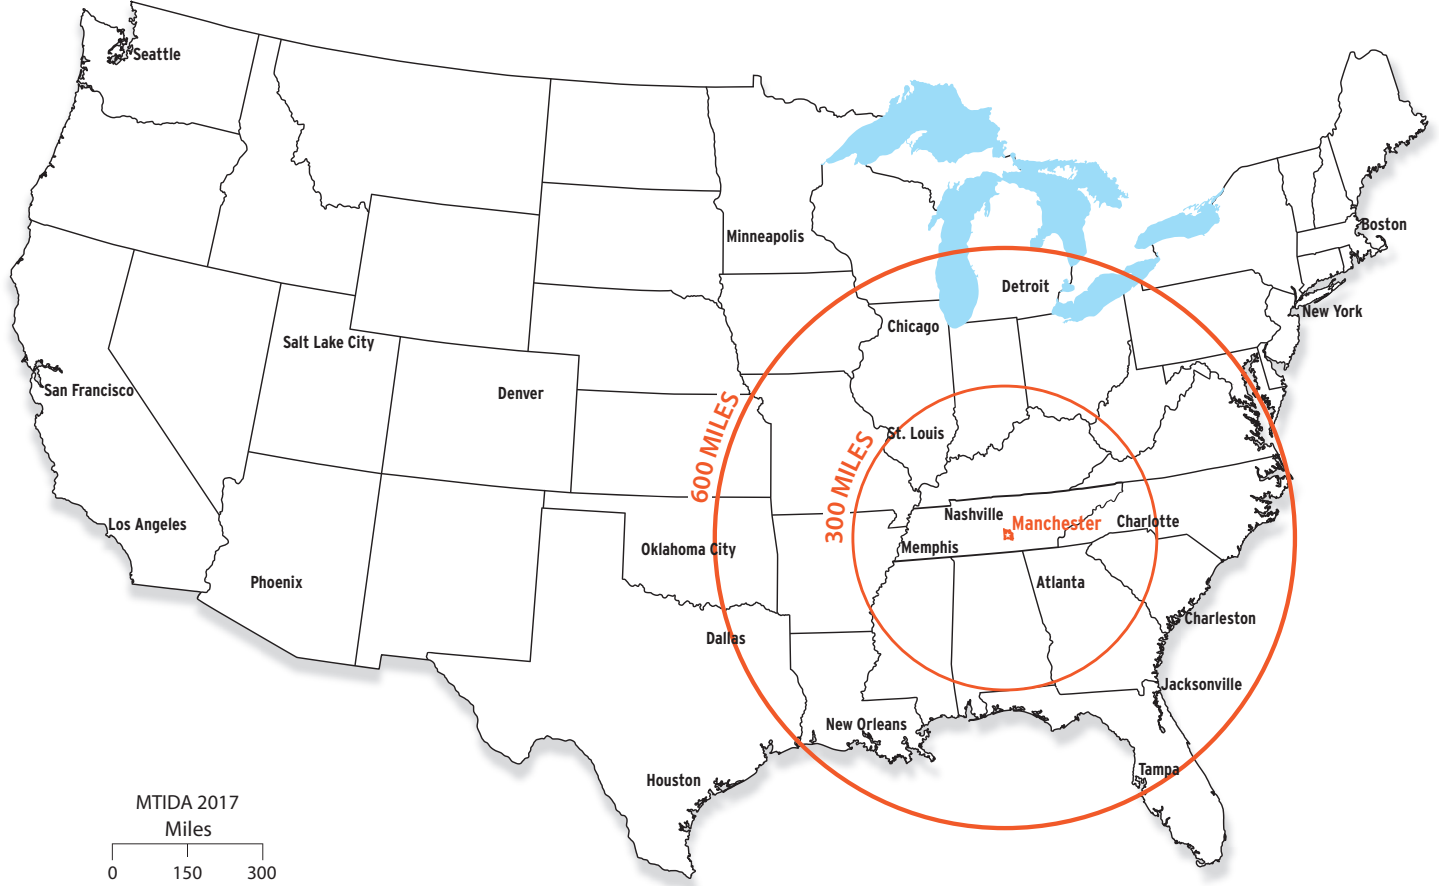 Seattle
Minneapolis
Boston
Detroit
New York
Chicago
Salt Lake City
San Francisco
Denver
600 MILES
St. Louis
300 MILES
Nashville
Manchester
Charlotte
Los Angeles
Oklahoma City
Memphis
Phoenix
Atlanta
Charleston
Dallas
Jacksonville
New Orleans
Tampa
Houston
MTIDA 2017
Miles
0 150 300